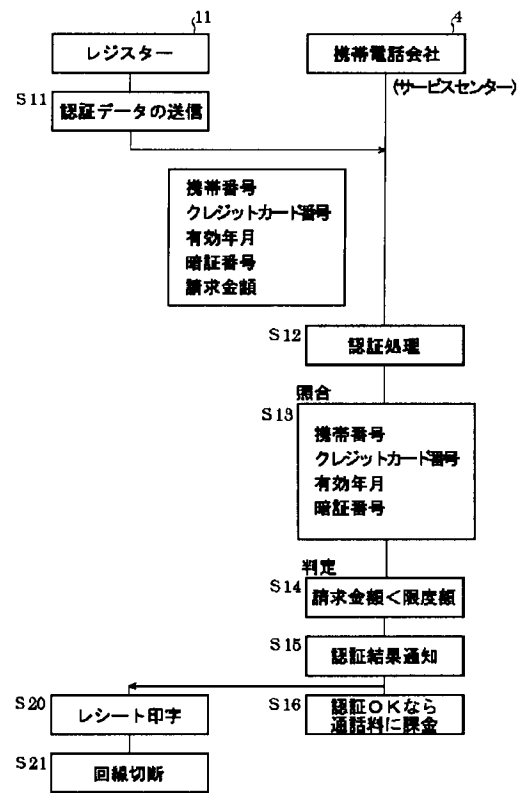 11
レジスター
4
携帯電話会社
(サービスセンター)
S11
認証データの送信
携帯番号
クレジットカード番号
有効年月
暗証番号
請求金額
S12
認証処理
照合
S13
携帯番号
クレジットカード番号
有効年月
暗証番号
判定
S14
請求金額<限度額
S15
認証結果通知
S20
レシート印字
S16
認証OKなら
通話料に課金
S21
回線切断